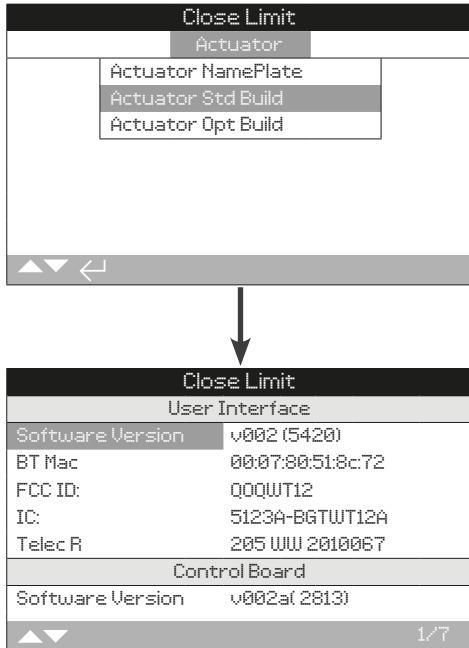 Close Limit
Actuator
Actuator NamePlate
Actuator Std Build
Actuator Opt Build
Close Limit
User Interface
Software Version v002 (5420)
BT Mac 00:07:80:51:8c:72
FCC ID: QOQWT12
IC: 5123A-BGTWT12A
Telec R 205 WW 2010067
Control Board
Software Version v002a( 2813)
1/7